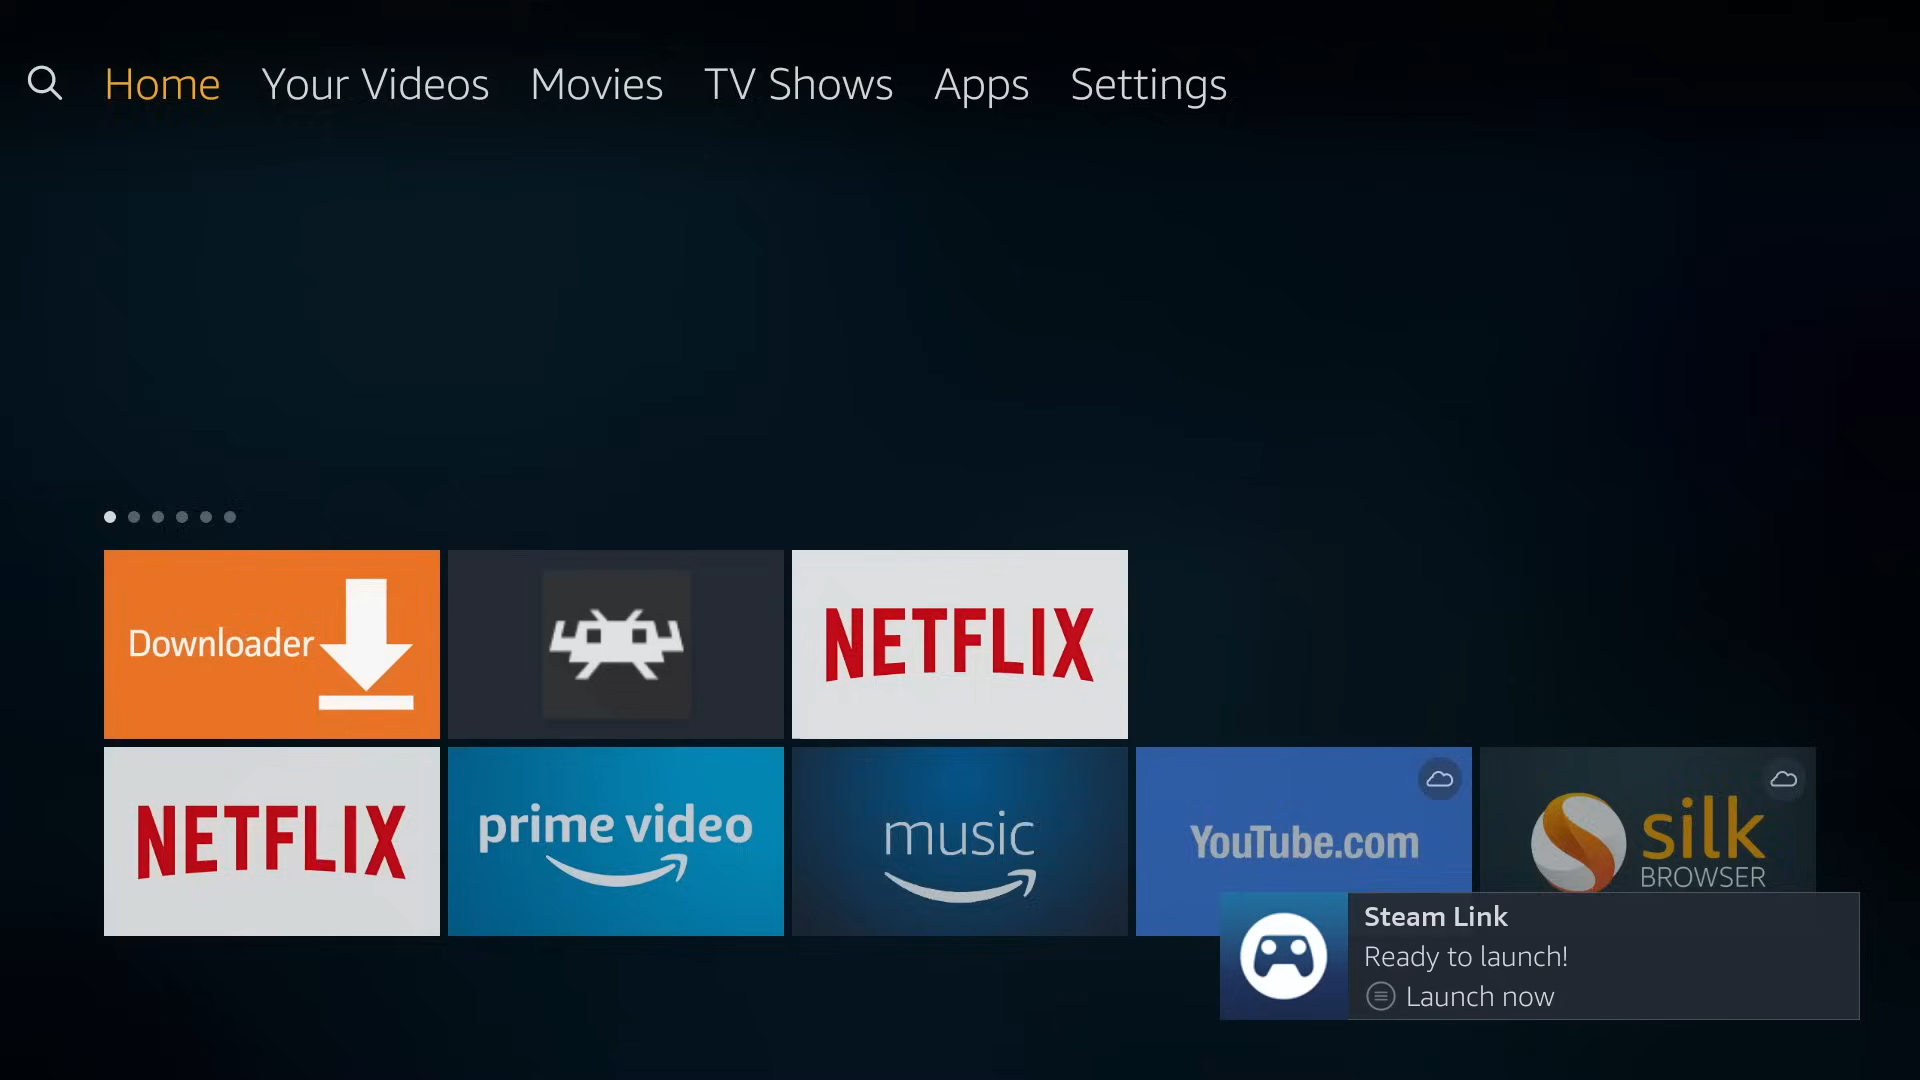 Home Your Videos Movies TV Shows Apps Settings
Downloader
NETFLIX
NETFLIX
prime video
music
YouTube.com
silk
BROWSER
Steam Link
Ready to launch!
Launch now